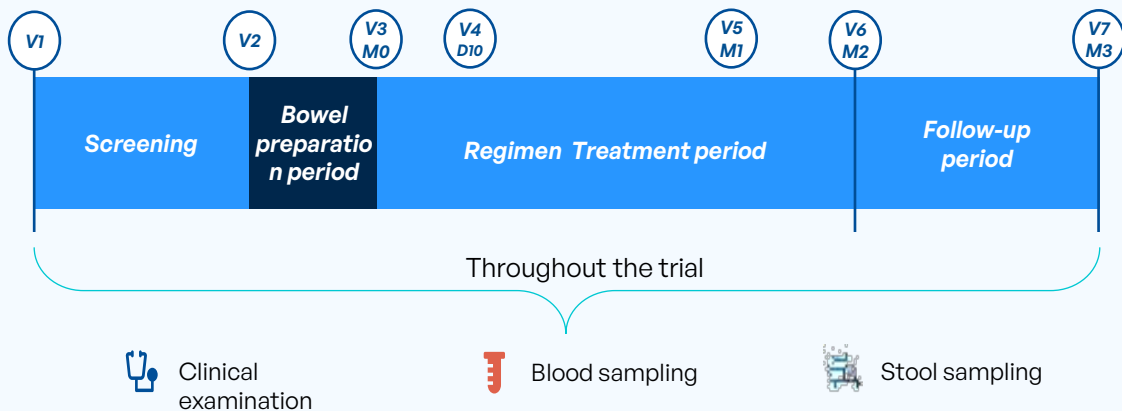 V1
V2
V3
M0
V4
D10
V5
M1
V6
M2
V7
M3
Screening
Bowel
preparatio
n period
Regimen Treatment period
Follow-up
period
Throughout the trial
Clinical
examination
Blood sampling
Stool sampling